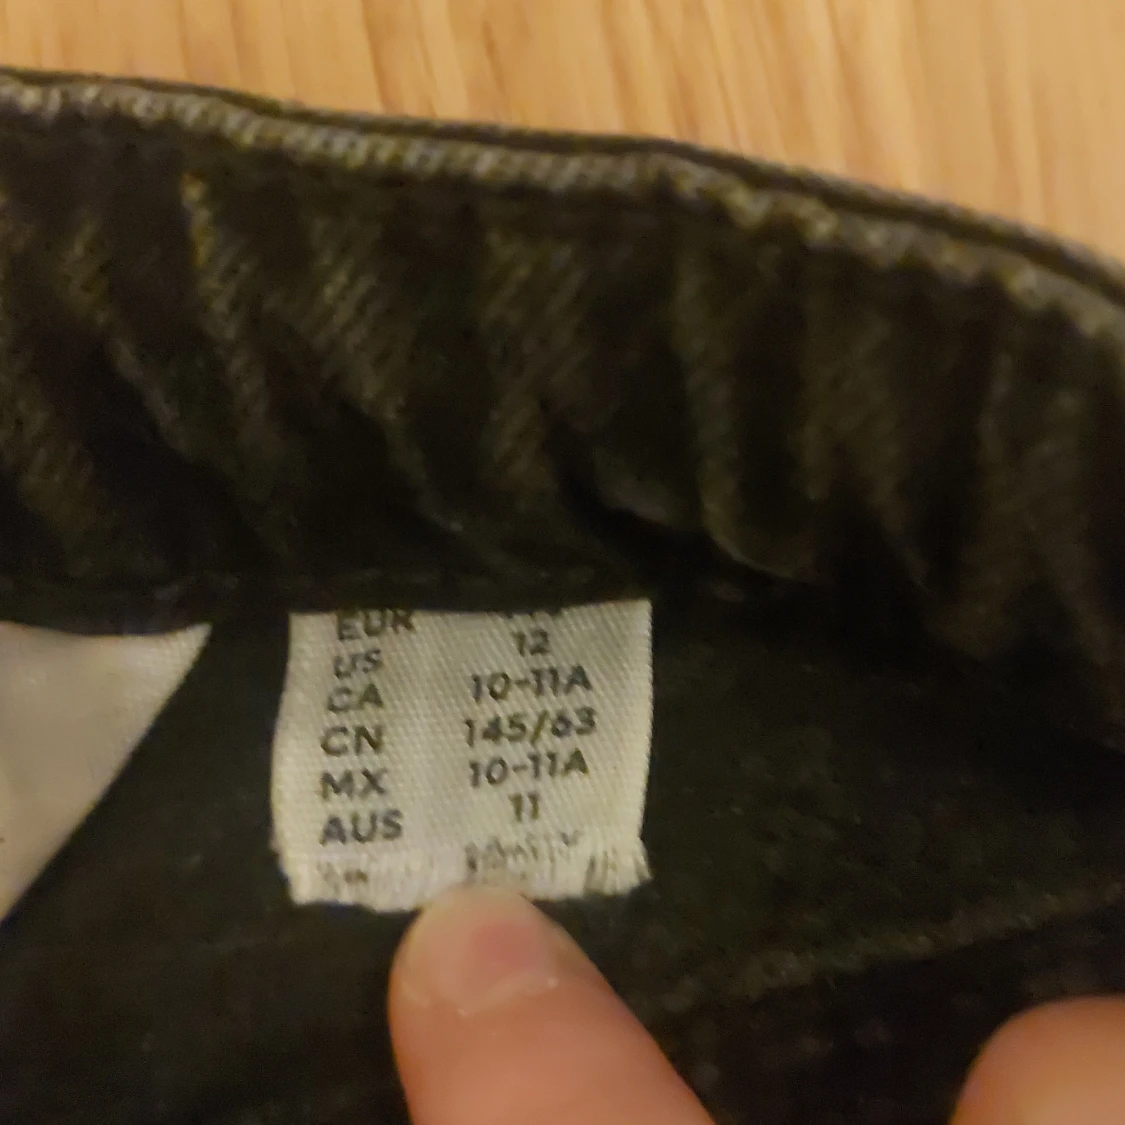 EUR
US 12
CA 10-11A
CN 145/63
MX 10-11A
AUS 11